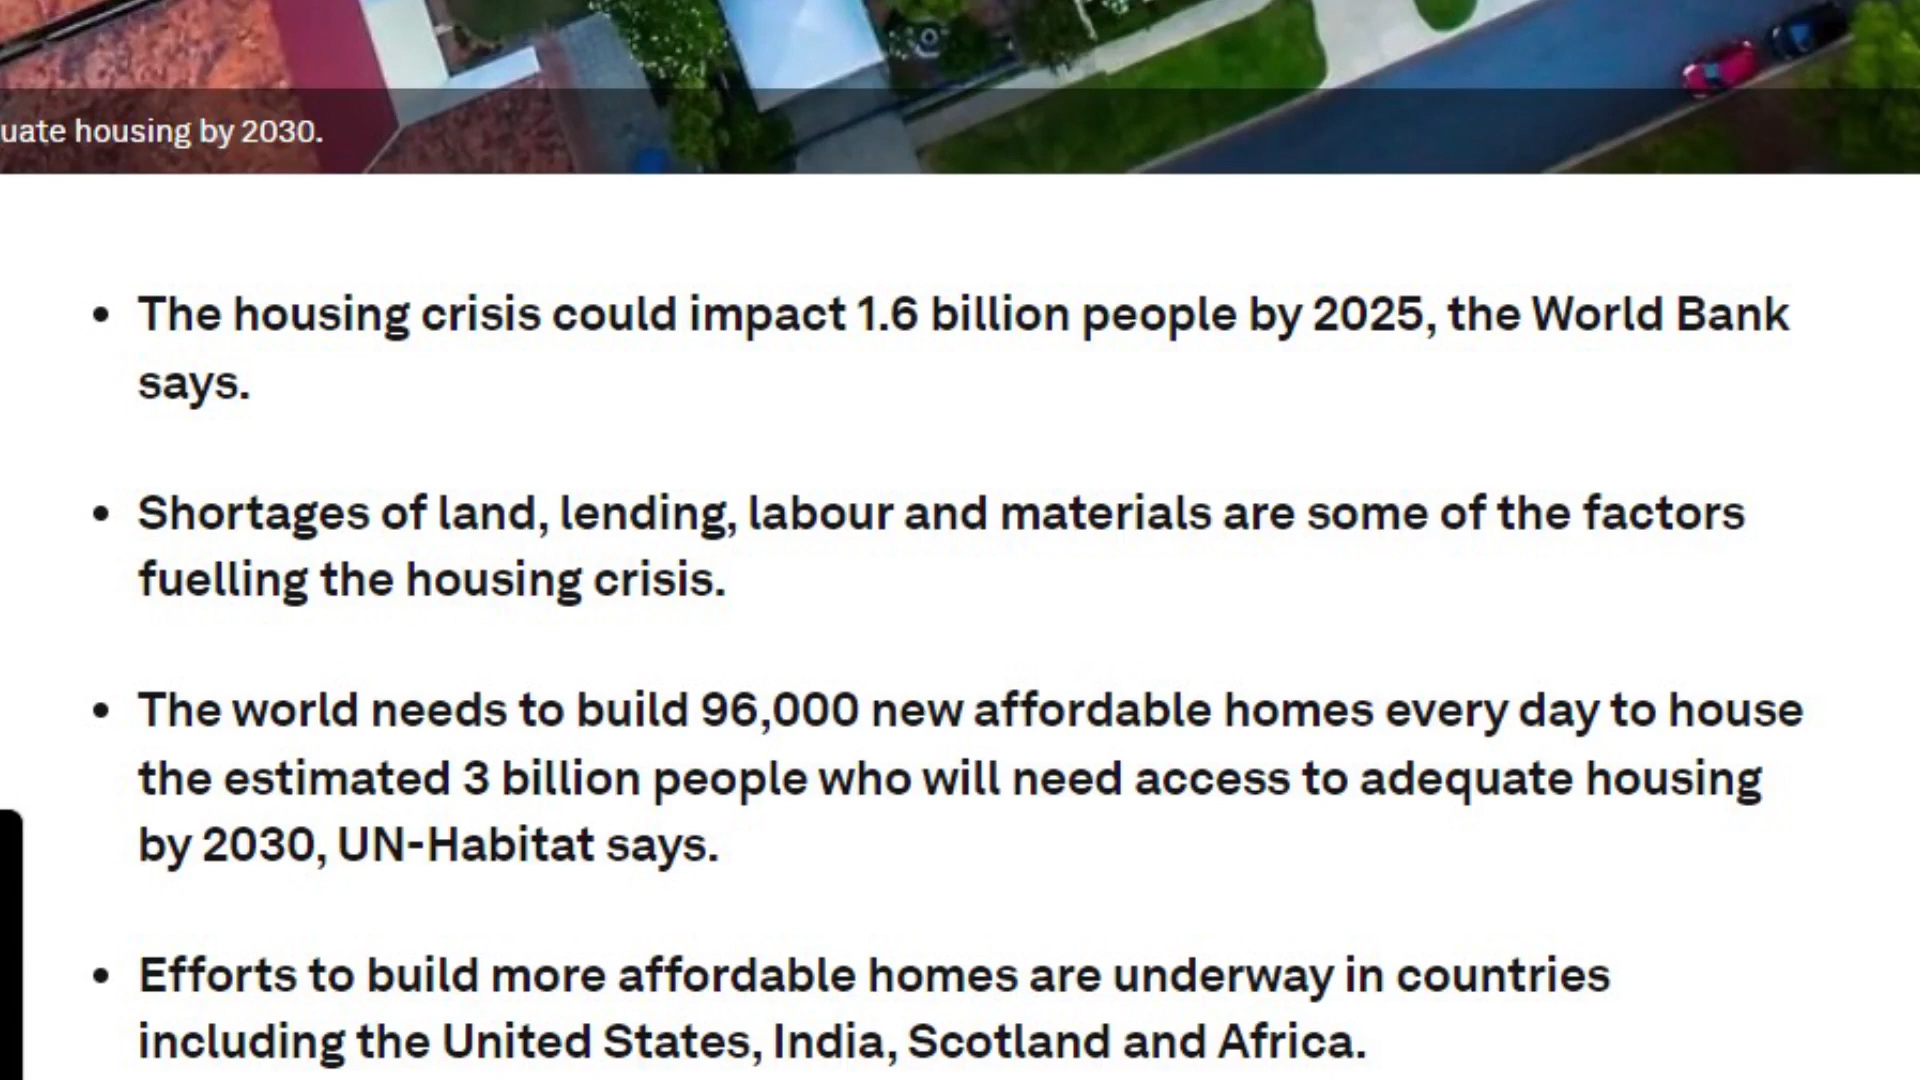 uate housing by 2030.
• The housing crisis could impact 1.6 billion people by 2025, the World Bank
says.
• Shortages of land, lending, labour and materials are some of the factors
fuelling the housing crisis.
• The world needs to build 96,000 new affordable homes every day to house
the estimated 3 billion people who will need access to adequate housing
by 2030, UN-Habitat says.
• Efforts to build more affordable homes are underway in countries
including the United States, India, Scotland and Africa.